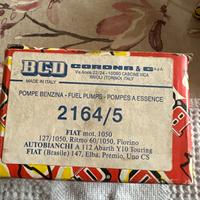 BCD CORONA & C s.p.A.
Via Ivrea 22/24 - 10090 CASCINE VICA
RIVOLI (TORINO) ITALY
MADE IN ITALY
POMPE BENZINA - FUEL PUMPS - POMPES A ESSENCE
2164/5
FIAT mot. 1050
127/1050, Ritmo 60/1050, Fiorino
AUTOBIANCHI A 112 Abarth Y10 Touring
FIAT (Brasile) 147, Elba, Premio, Uno CS